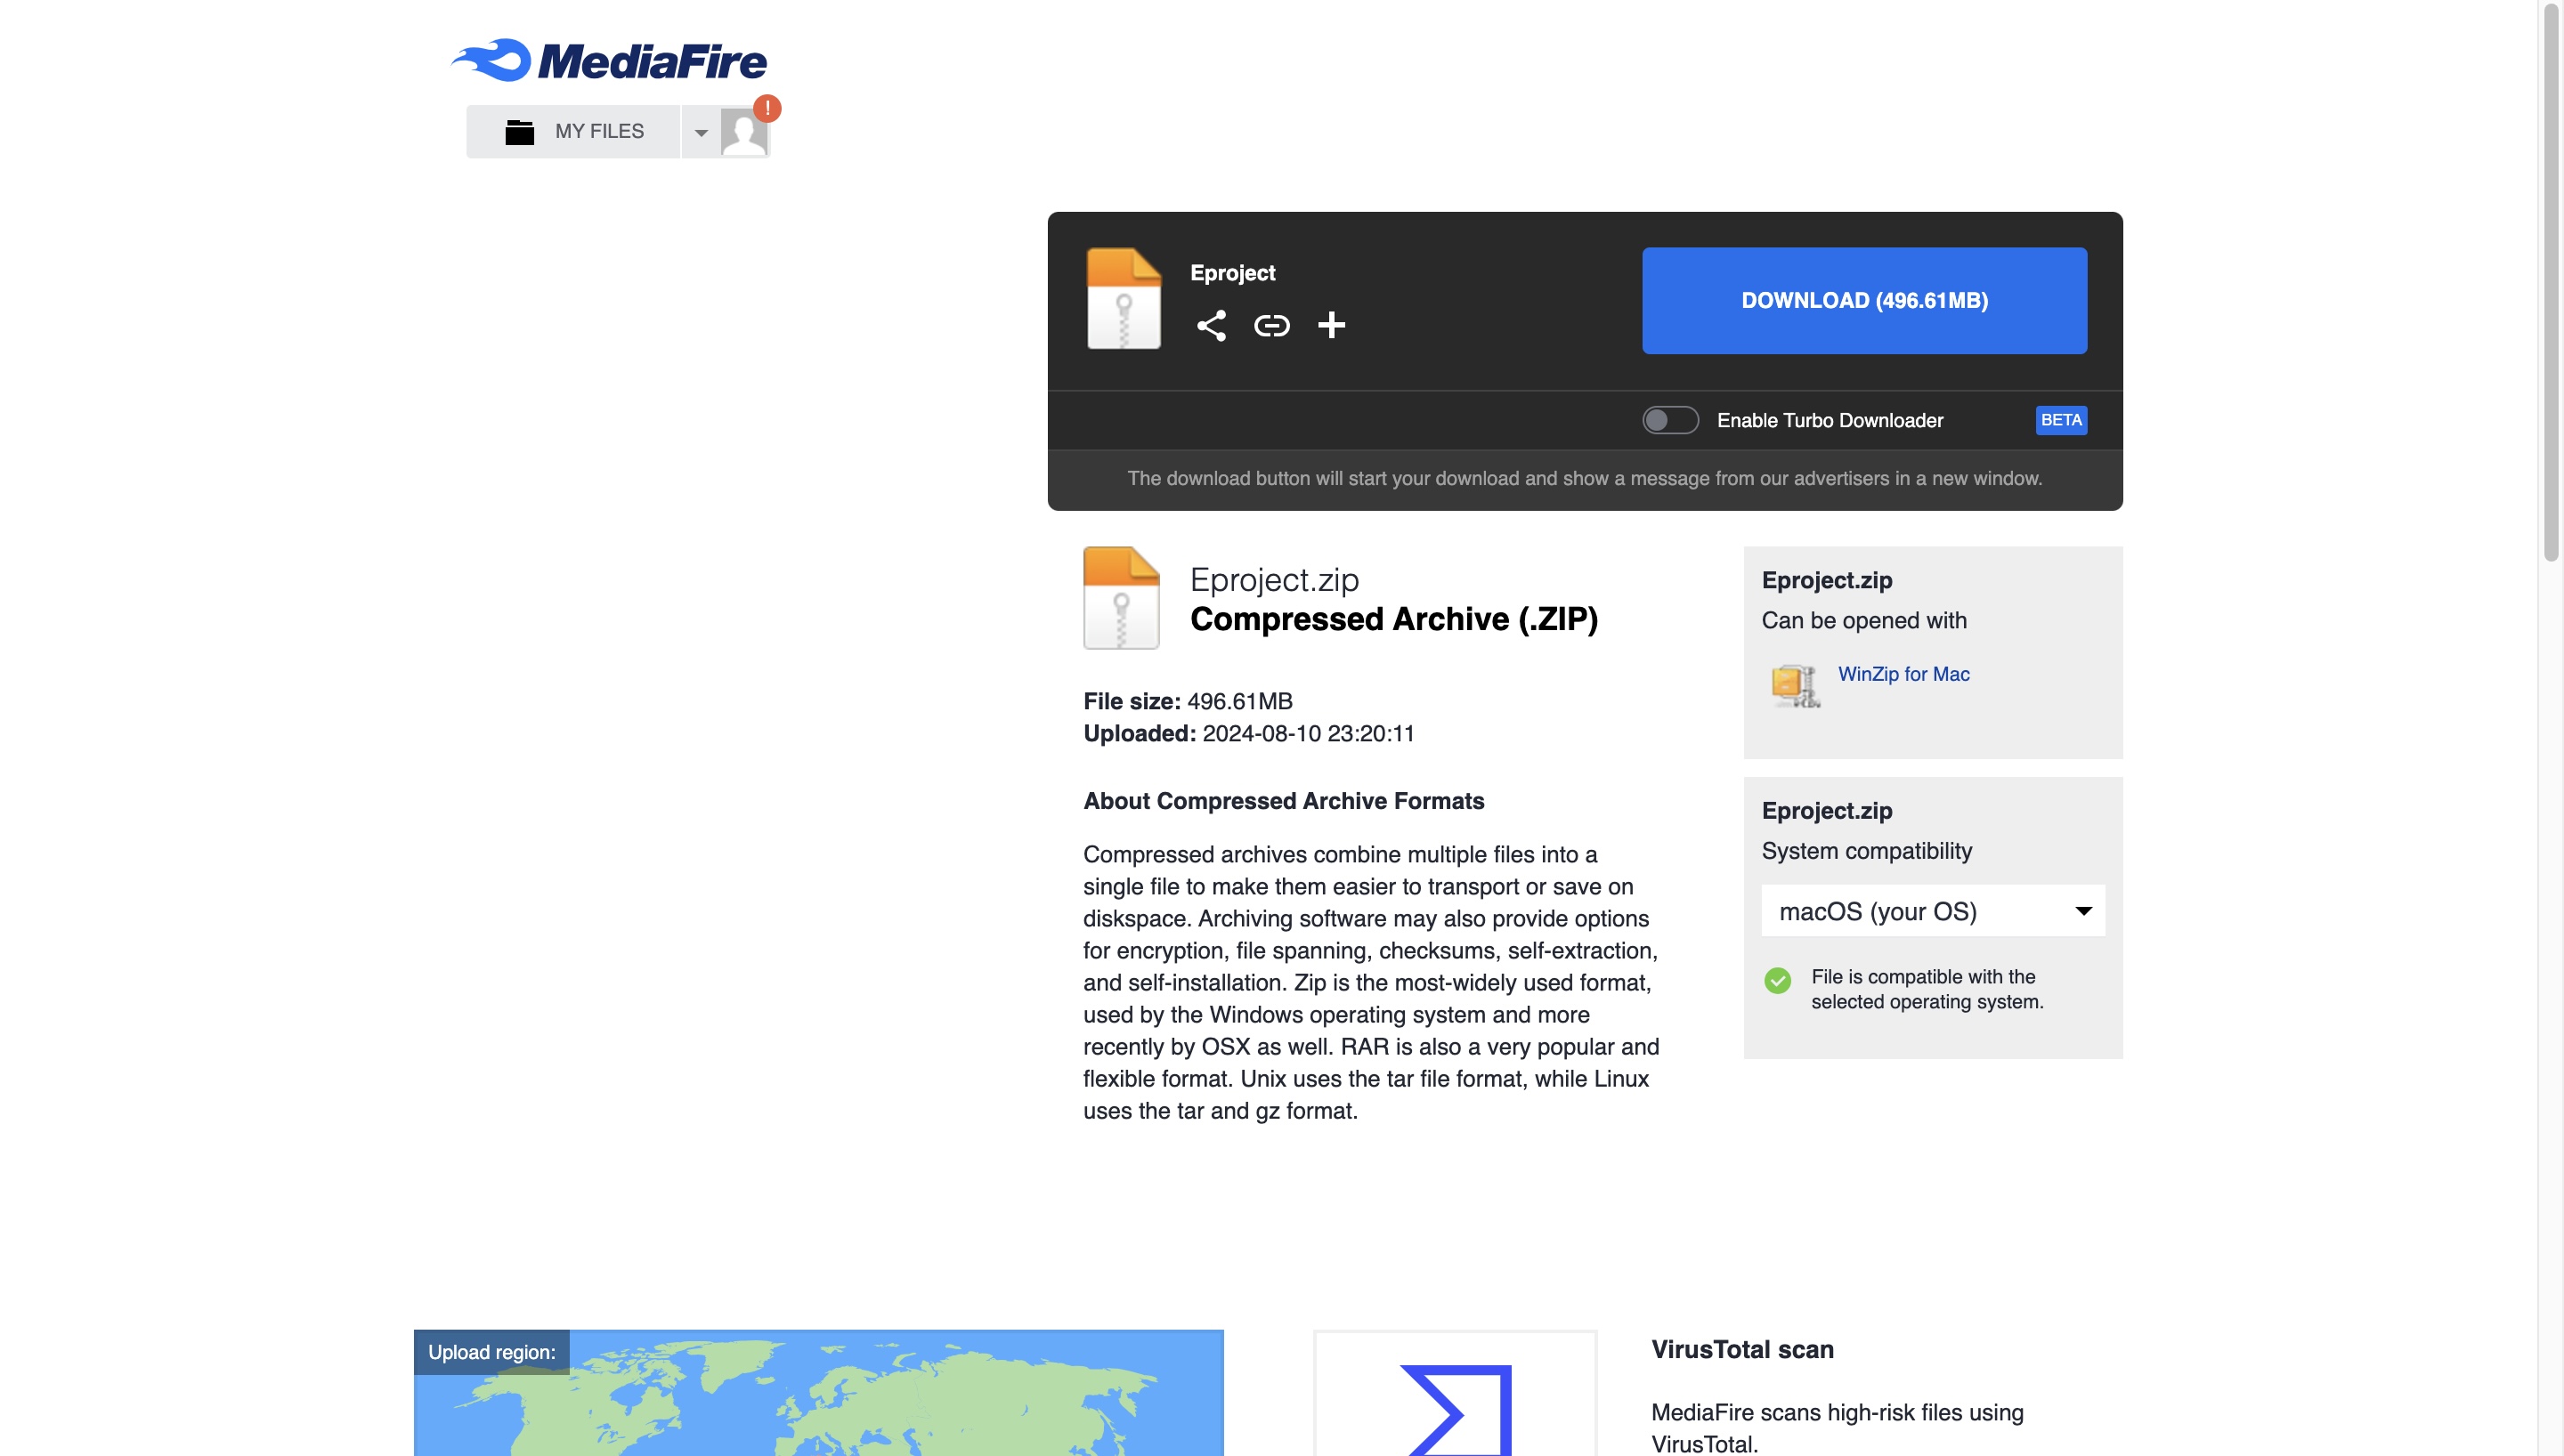 MediaFire
MY FILES
!
Eproject
DOWNLOAD (496.61MB)
Enable Turbo Downloader
BETA
The download button will start your download and show a message from our advertisers in a new window.
Eproject.zip
Compressed Archive (.ZIP)
File size: 496.61MB
Uploaded: 2024-08-10 23:20:11
About Compressed Archive Formats
Compressed archives combine multiple files into a
single file to make them easier to transport or save on
diskspace. Archiving software may also provide options
for encryption, file spanning, checksums, self-extraction,
and self-installation. Zip is the most-widely used format,
used by the Windows operating system and more
recently by OSX as well. RAR is also a very popular and
flexible format. Unix uses the tar file format, while Linux
uses the tar and gz format.
Eproject.zip
Can be opened with
WinZip for Mac
Eproject.zip
System compatibility
macOS (your OS)
File is compatible with the
selected operating system.
Upload region:
VirusTotal scan
MediaFire scans high-risk files using
VirusTotal.